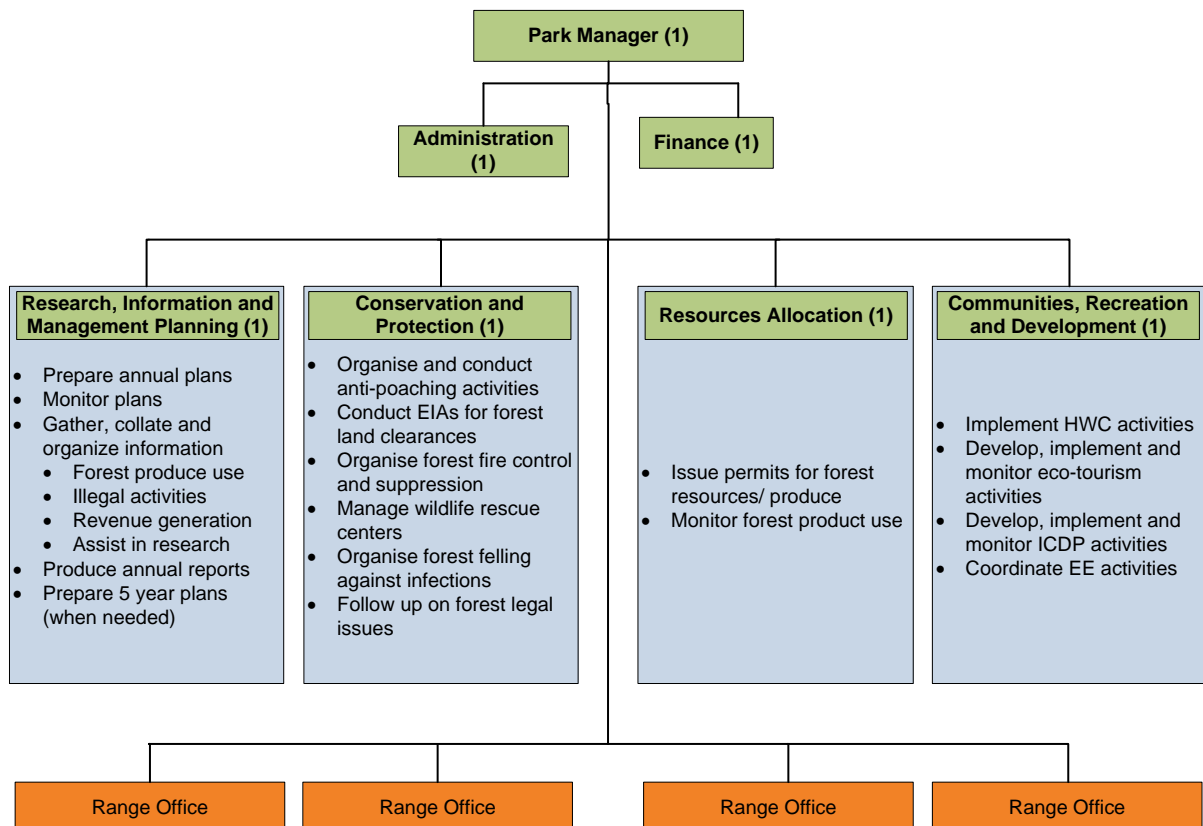 Park Manager (1)
Administration
(1)
Finance (1)
Research, Information and
Management Planning (1)
• Prepare annual plans
• Monitor plans
• Gather, collate and
organize information
• Forest produce use
• Illegal activities
• Revenue generation
• Assist in research
• Produce annual reports
• Prepare 5 year plans
(when needed)
Conservation and
Protection (1)
• Organise and conduct
anti-poaching activities
• Conduct EIAs for forest
land clearances
• Organise forest fire control
and suppression
• Manage wildlife rescue
centers
• Organise forest felling
against infections
• Follow up on forest legal
issues
Resources Allocation (1)
• Issue permits for forest
resources/ produce
• Monitor forest product use
Communities, Recreation
and Development (1)
• Implement HWC activities
• Develop, implement and
monitor eco-tourism
activities
• Develop, implement and
monitor ICDP activities
• Coordinate EE activities
Range Office
Range Office
Range Office
Range Office